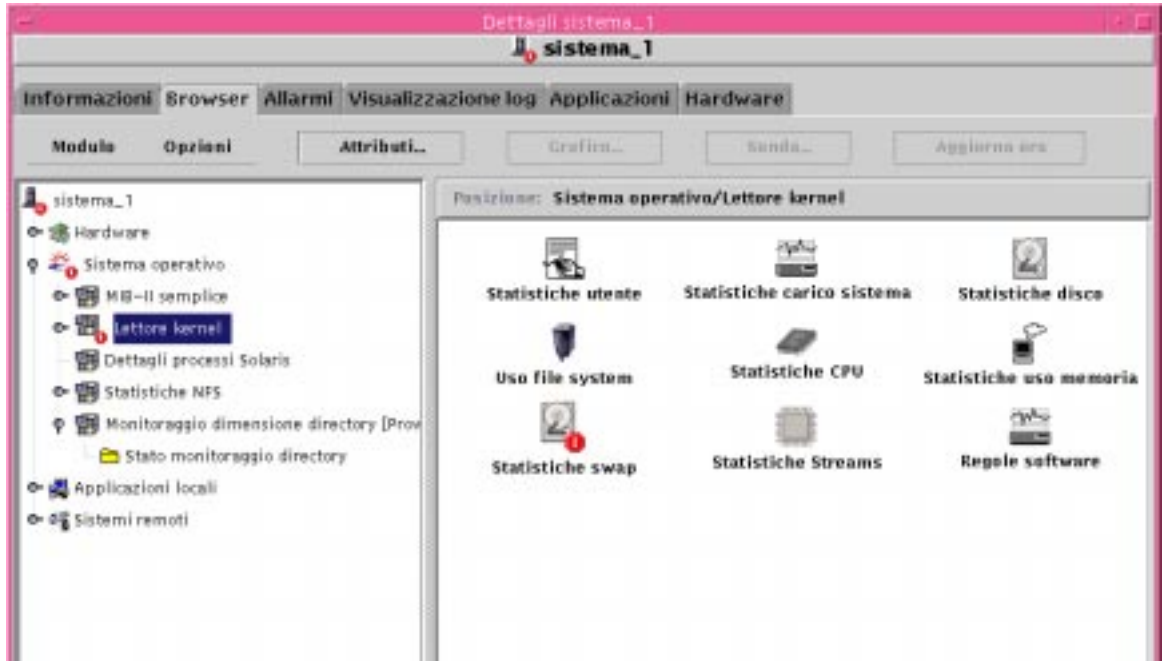 Dettagli sistema_1
sistema_1
Informazioni Browser Allarmi Visualizzazione log Applicazioni Hardware
Modulo Opzioni Attributi... Grafico... Sonda... Aggiorna ora
sistema_1
Posizione: Sistema operativo/Lettore kernel
Hardware
Sistema operativo
MIB-II semplice
Lettore kernel
Dettagli processi Solaris
Statistiche NFS
Monitoraggio dimensione directory [Prov
Stato monitoraggio directory
Applicazioni locali
Sistemi remoti
Statistiche utente
Statistiche carico sistema
Statistiche disco
Uso file system
Statistiche CPU
Statistiche uso memoria
Statistiche swap
Statistiche Streams
Regole software